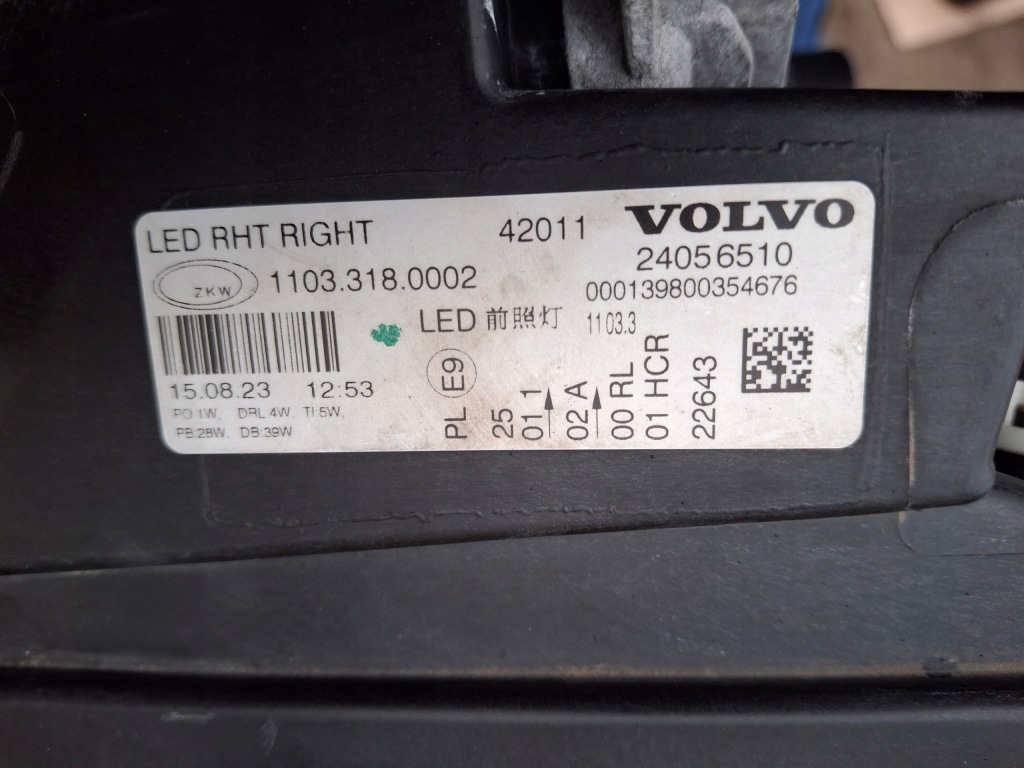 LED RHT RIGHT 42011 VOLVO
24056510
ZKW 1103.318.0002 000139800354676
LED 前照灯 1103.3
15.08.23 12:53
PO:1W, DRL:4W, TI:5W,
PB:28W, DB:39W
E9
PL
25
01 1
02 A
00 RL
01 HCR
22643